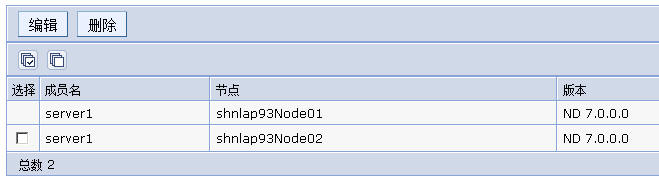 编辑 删除
选择 成员名 节点 版本
server1 shnlap93Node01 ND 7.0.0.0
server1 shnlap93Node02 ND 7.0.0.0
总数 2